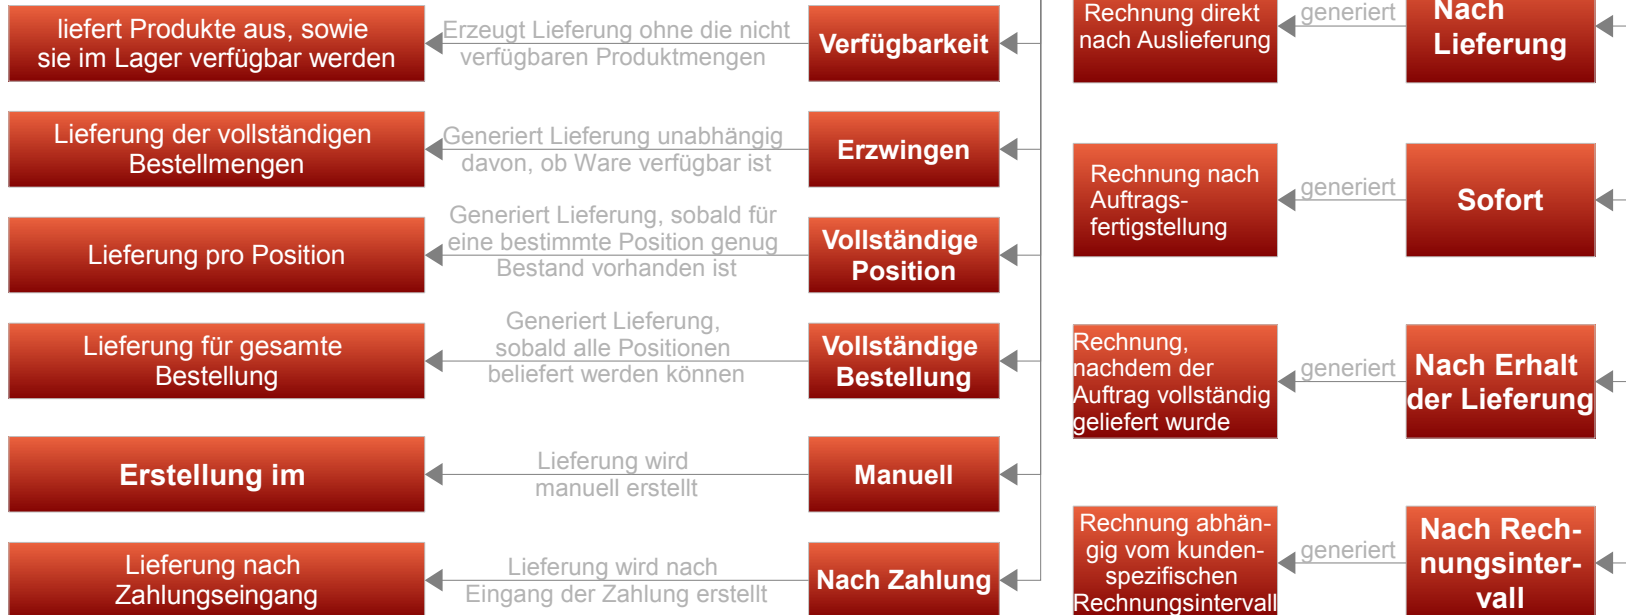 liefert Produkte aus, sowie
sie im Lager verfügbar werden
Erzeugt Lieferung ohne die nicht
verfügbaren Produktmengen
Verfügbarkeit
Lieferung der vollständigen
Bestellmengen
Generiert Lieferung unabhängig
davon, ob Ware verfügbar ist
Erzwingen
Lieferung pro Position
Generiert Lieferung, sobald für
eine bestimmte Position genug
Bestand vorhanden ist
Vollständige
Position
Lieferung für gesamte
Bestellung
Generiert Lieferung,
sobald alle Positionen
beliefert werden können
Vollständige
Bestellung
Erstellung im
Lieferung wird
manuell erstellt
Manuell
Lieferung nach
Zahlungseingang
Lieferung wird nach
Eingang der Zahlung erstellt
Nach Zahlung
Rechnung direkt
nach Auslieferung
generiert
Nach
Lieferung
Rechnung nach
Auftrags-
fertigstellung
generiert
Sofort
Rechnung,
nachdem der
Auftrag vollständig
geliefert wurde
generiert
Nach Erhalt
der Lieferung
Rechnung abhän-
gig vom kunden-
spezifischen
Rechnungsintervall
generiert
Nach Rech-
nungsinter-
vall